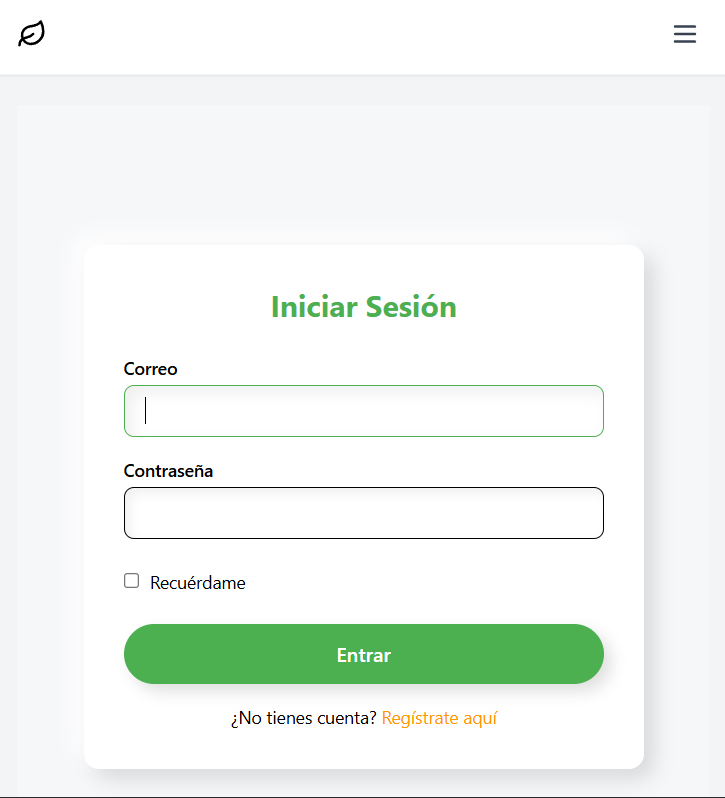 Iniciar Sesión
Correo
Contraseña
Recuérdame
Entrar
¿No tienes cuenta? Regístrate aquí